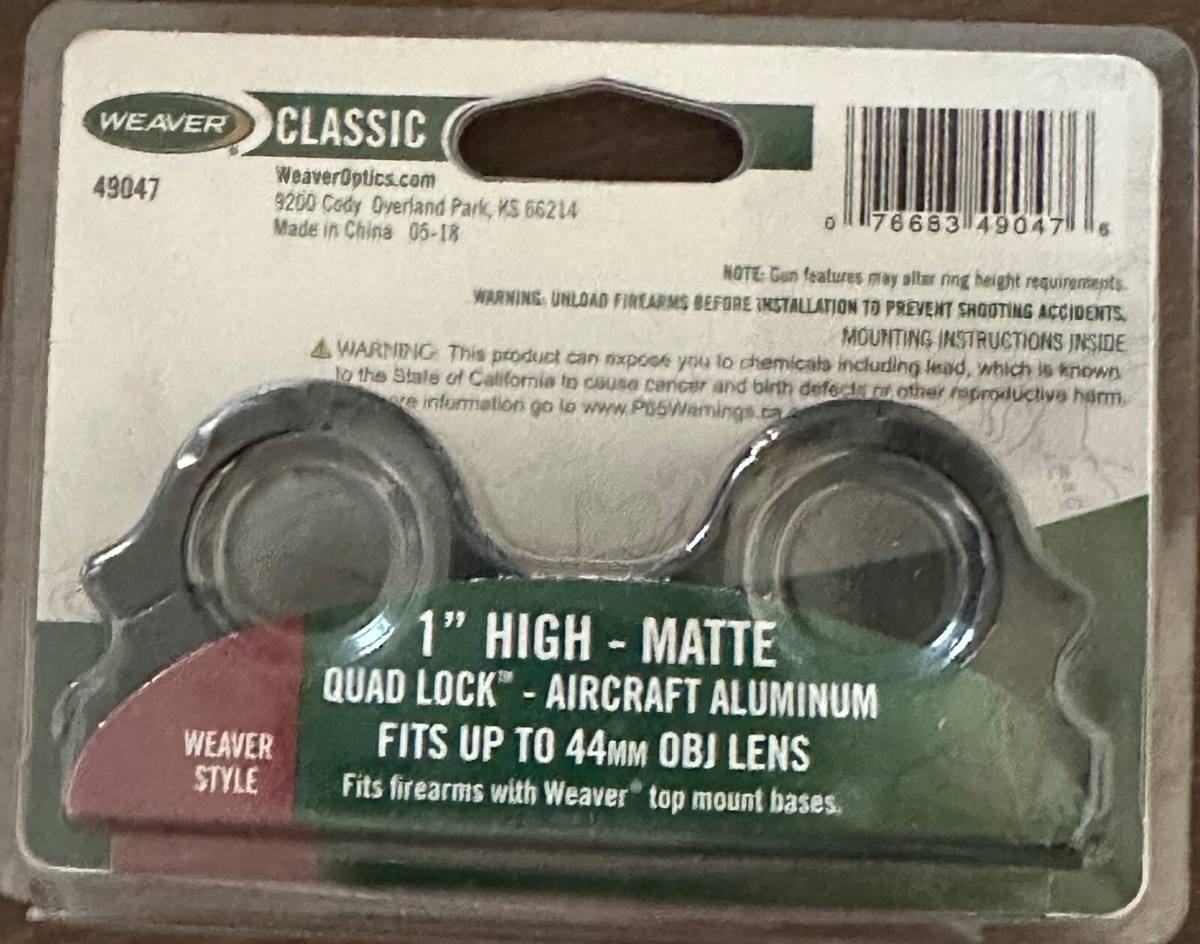 WEAVER CLASSIC
49047
WeaverOptics.com
9200 Cody Overland Park, KS 66214
Made in China 06-18
0 76683 49047 6
NOTE: Gun features may alter ring height requirements.
WARNING: UNLOAD FIREARMS BEFORE INSTALLATION TO PREVENT SHOOTING ACCIDENTS.
MOUNTING INSTRUCTIONS INSIDE
WARNING: This product can expose you to chemicals including lead, which is known
to the State of California to cause cancer and birth defects or other reproductive harm.
information go to www.P65Warnings.ca
1” HIGH - MATTE
QUAD LOCK™ - AIRCRAFT ALUMINUM
FITS UP TO 44MM OBJ LENS
Fits firearms with Weaver® top mount bases.
WEAVER
STYLE